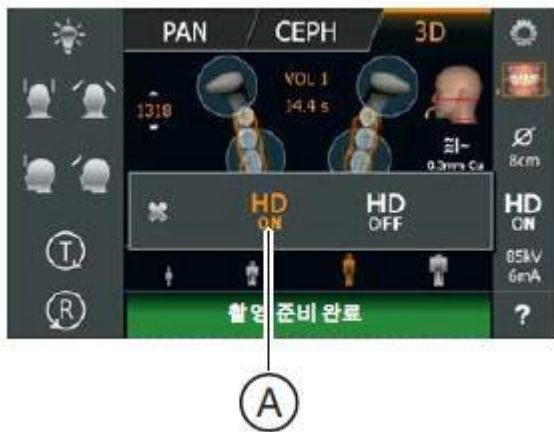 PAN CEPH 3D
VOL 1
1318
14.4 s
8cm
0.3mm Cu
HD ON
HD OFF
HD ON
85kV
6mA
T
R
촬영 준비 완료
?
A